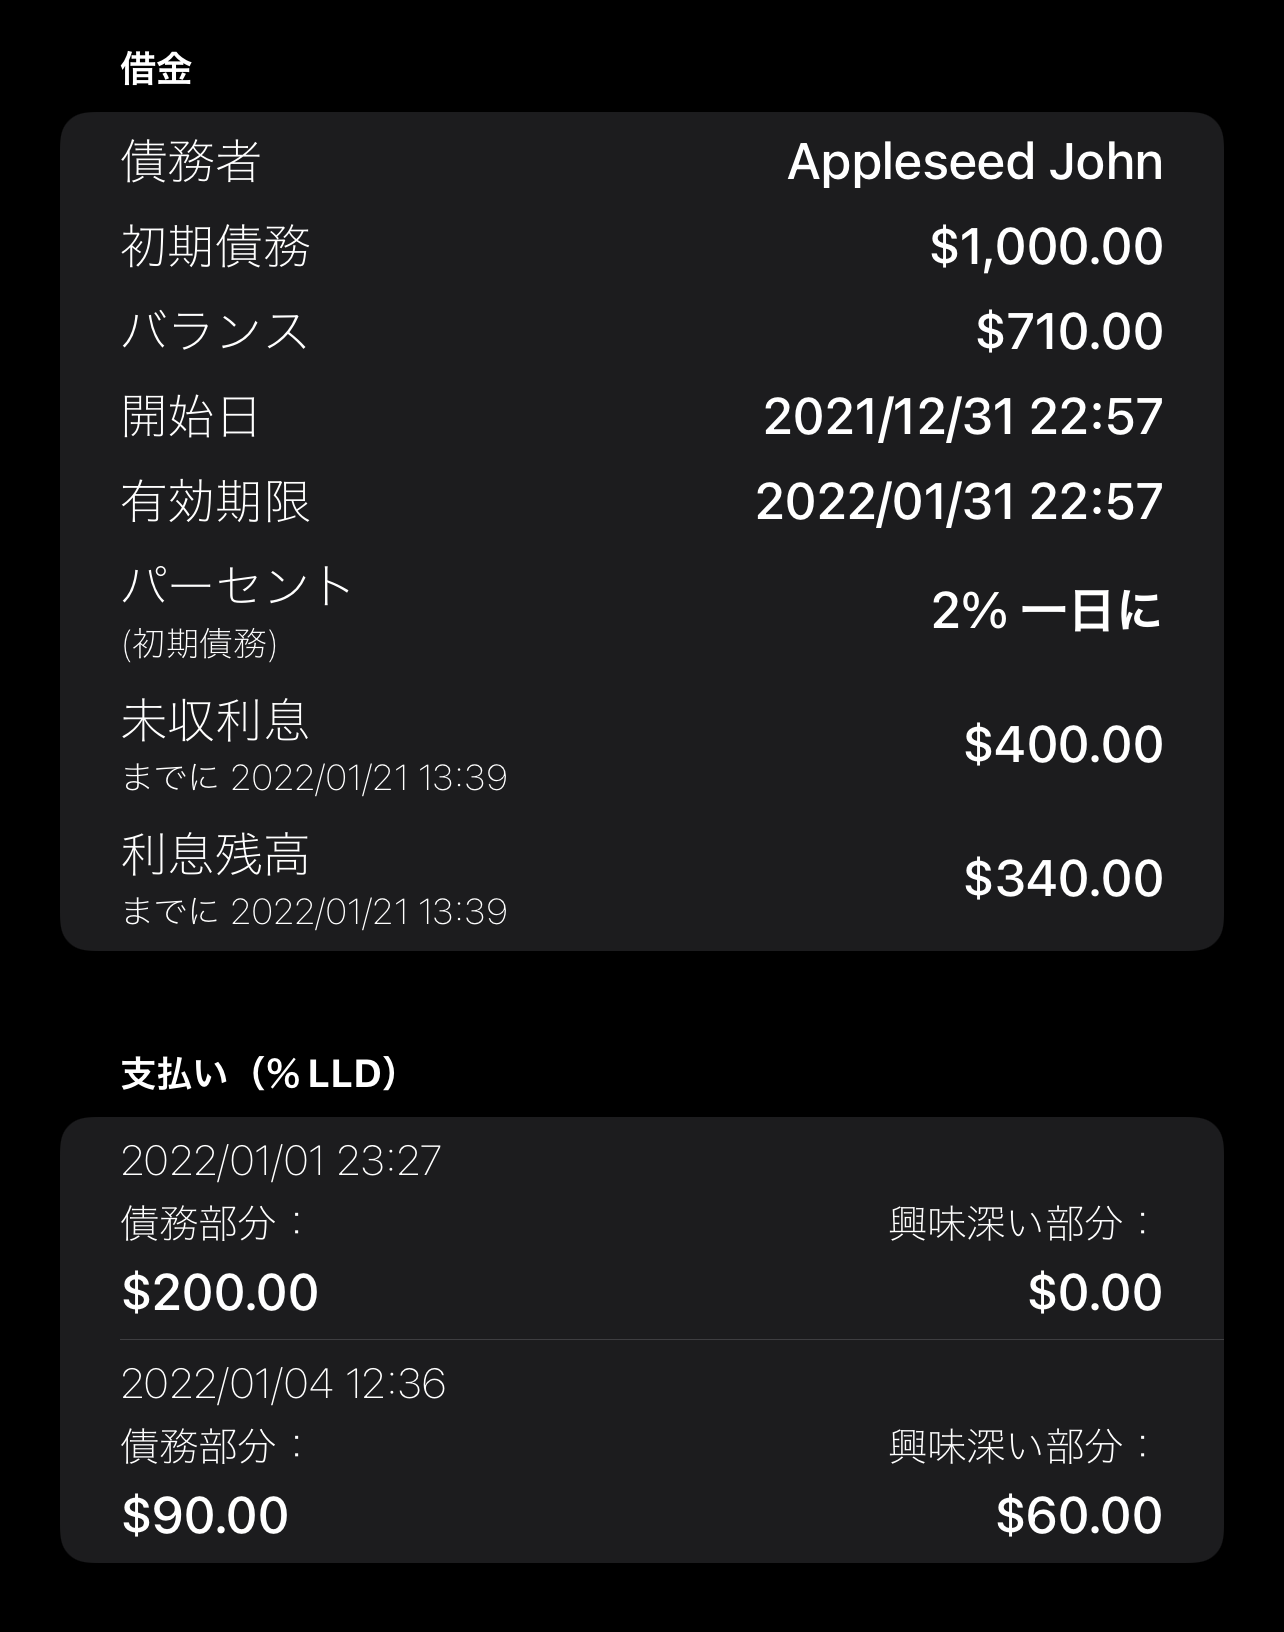 借金
債務者 Appleseed John
初期債務 $1,000.00
バランス $710.00
開始日 2021/12/31 22:57
有効期限 2022/01/31 22:57
パーセント
(初期債務)
2% 一日に
未収利息
までに 2022/01/21 13:39
$400.00
利息残高
までに 2022/01/21 13:39
$340.00
支払い（% LLD）
2022/01/01 23:27
債務部分： 興味深い部分：
$200.00 $0.00
2022/01/04 12:36
債務部分： 興味深い部分：
$90.00 $60.00